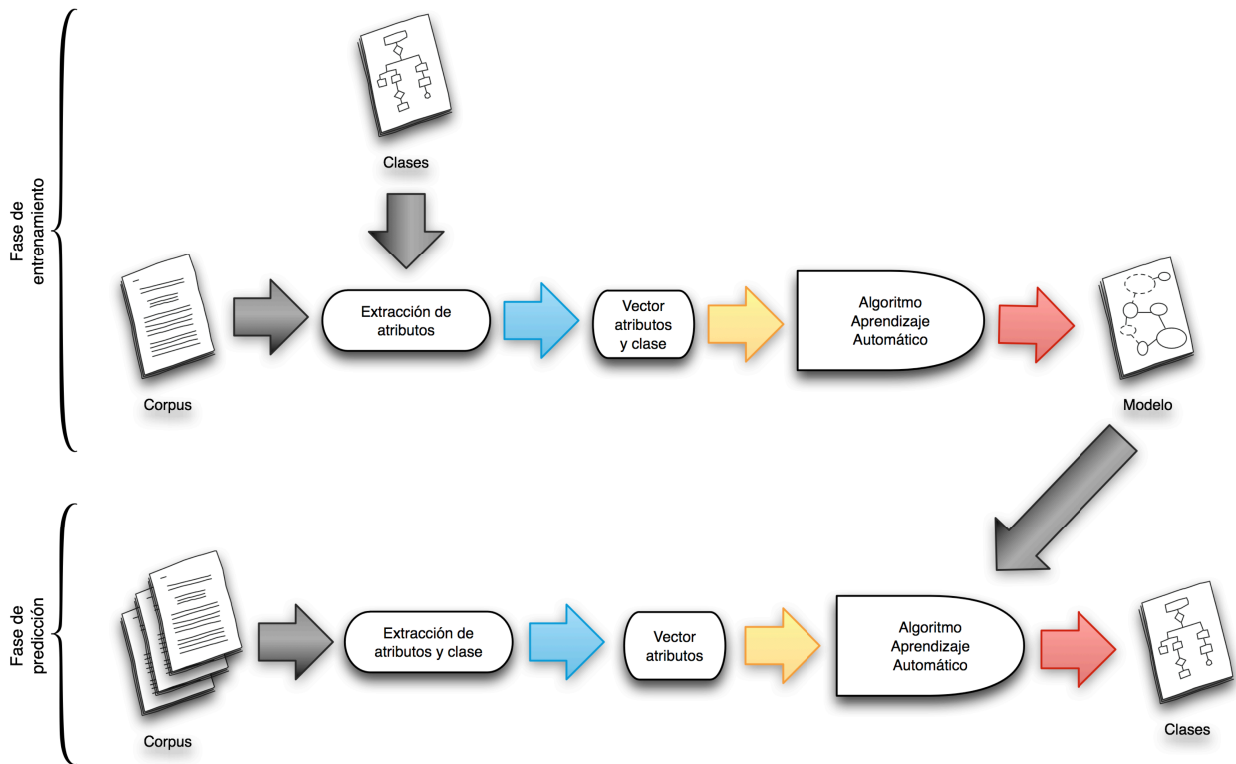 Clases
Fase de
entrenamiento
Extracción de
atributos
Vector
atributos
y clase
Algoritmo
Aprendizaje
Automático
Corpus
Modelo
Fase de
predicción
Extracción de
atributos y clase
Vector
atributos
Algoritmo
Aprendizaje
Automático
Corpus
Clases